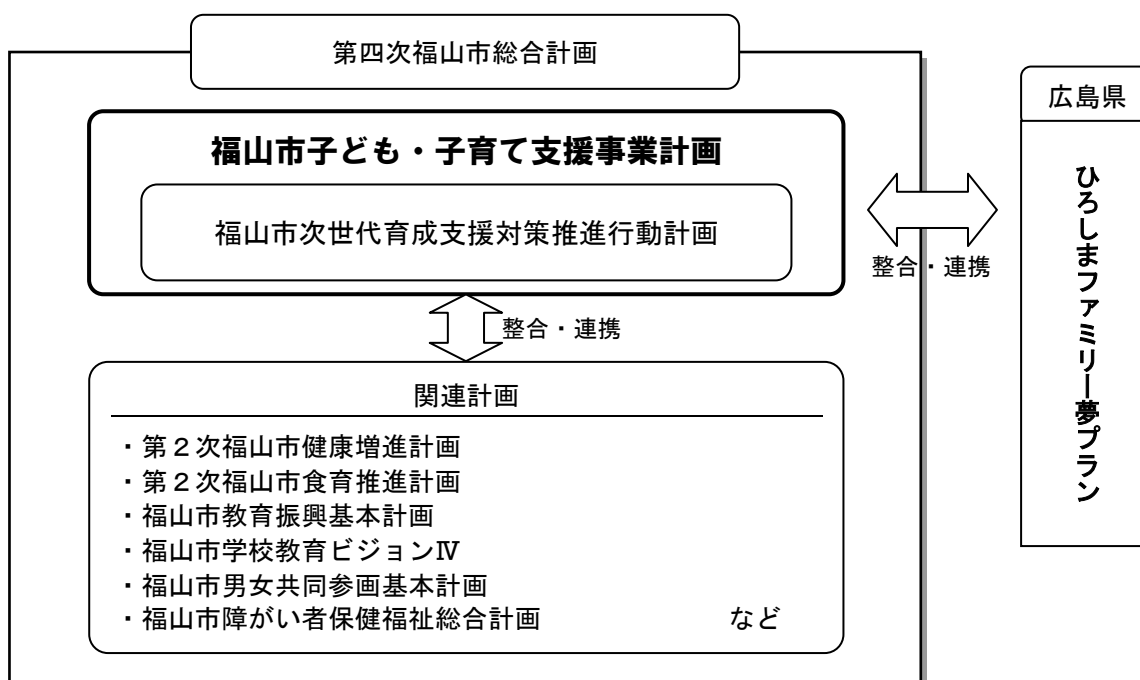 第四次福山市総合計画
福山市子ども・子育て支援事業計画
福山市次世代育成支援対策推進行動計画
整合・連携
関連計画
・第２次福山市健康増進計画
・第２次福山市食育推進計画
・福山市教育振興基本計画
・福山市学校教育ビジョンⅣ
・福山市男女共同参画基本計画
・福山市障がい者保健福祉総合計画 など
整合・連携
広島県
ひろしまファミリー夢プラン